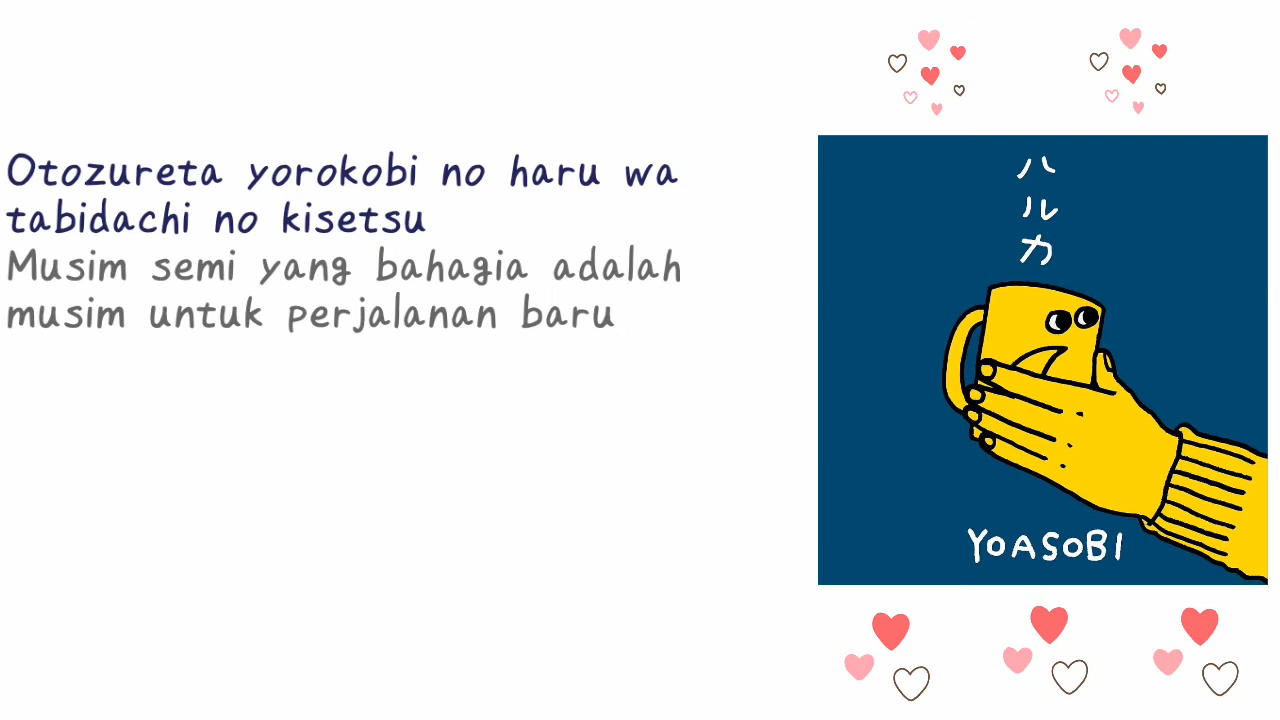 Otozureta yorokobi no haru wa
tabidachi no kisetsu
Musim semi yang bahagia adalah
musim untuk perjalanan baru
ハルカ
YOASOBI